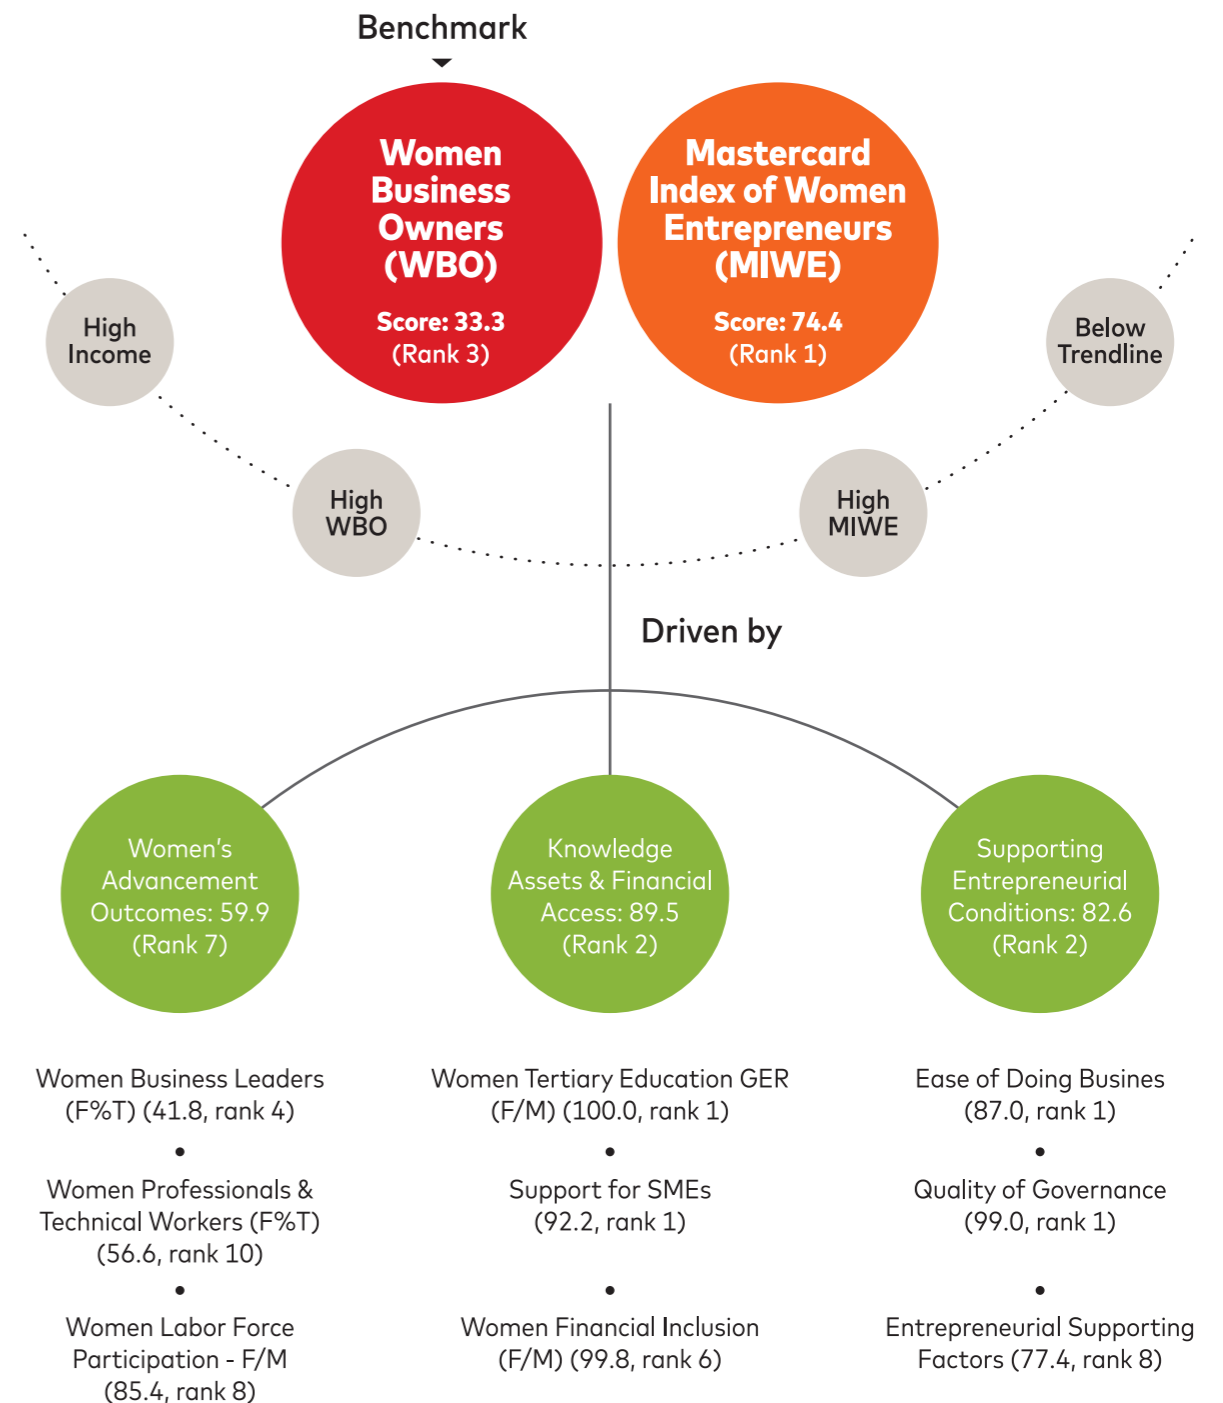 Benchmark
Women
Business
Owners
(WBO)
Score: 33.3
(Rank 3)
Mastercard
Index of Women
Entrepreneurs
(MIWE)
Score: 74.4
(Rank 1)
High
Income
High
WBO
High
MIWE
Below
Trendline
Driven by
Women's
Advancement
Outcomes: 59.9
(Rank 7)
Knowledge
Assets & Financial
Access: 89.5
(Rank 2)
Supporting
Entrepreneurial
Conditions: 82.6
(Rank 2)
Women Business Leaders
(F%T) (41.8, rank 4)
•
Women Professionals &
Technical Workers (F%T)
(56.6, rank 10)
•
Women Labor Force
Participation - F/M
(85.4, rank 8)
Women Tertiary Education GER
(F/M) (100.0, rank 1)
•
Support for SMEs
(92.2, rank 1)
•
Women Financial Inclusion
(F/M) (99.8, rank 6)
Ease of Doing Busines
(87.0, rank 1)
•
Quality of Governance
(99.0, rank 1)
•
Entrepreneurial Supporting
Factors (77.4, rank 8)